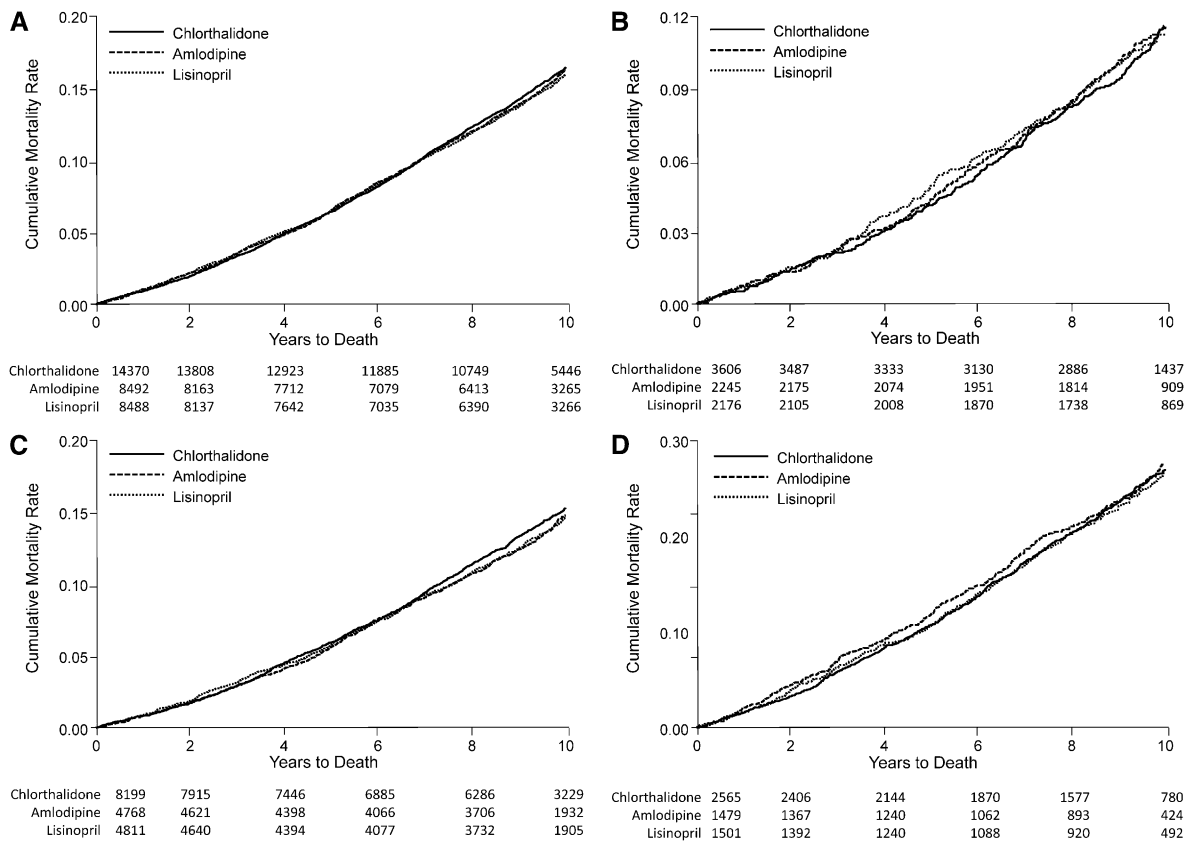 A
0.20
0.15
0.10
0.05
0.00
Cumulative Mortality Rate
Chlorthalidone
Amlodipine
Lisinopril
0 2 4 6 8 10
Years to Death
Chlorthalidone 14370 13808 12923 11885 10749 5446
Amlodipine 8492 8163 7712 7079 6413 3265
Lisinopril 8488 8137 7642 7035 6390 3266
B
0.12
0.09
0.06
0.03
0.00
Cumulative Mortality Rate
Chlorthalidone
Amlodipine
Lisinopril
0 2 4 6 8 10
Years to Death
Chlorthalidone 3606 3487 3333 3130 2886 1437
Amlodipine 2245 2175 2074 1951 1814 909
Lisinopril 2176 2105 2008 1870 1738 869
C
0.20
0.15
0.10
0.05
0.00
Cumulative Mortality Rate
Chlorthalidone
Amlodipine
Lisinopril
0 2 4 6 8 10
Years to Death
Chlorthalidone 8199 7915 7446 6885 6286 3229
Amlodipine 4768 4621 4398 4066 3706 1932
Lisinopril 4811 4640 4394 4077 3732 1905
D
0.30
0.20
0.10
0.00
Cumulative Mortality Rate
Chlorthalidone
Amlodipine
Lisinopril
0 2 4 6 8 10
Years to Death
Chlorthalidone 2565 2406 2144 1870 1577 780
Amlodipine 1479 1367 1240 1062 893 424
Lisinopril 1501 1392 1240 1088 920 492